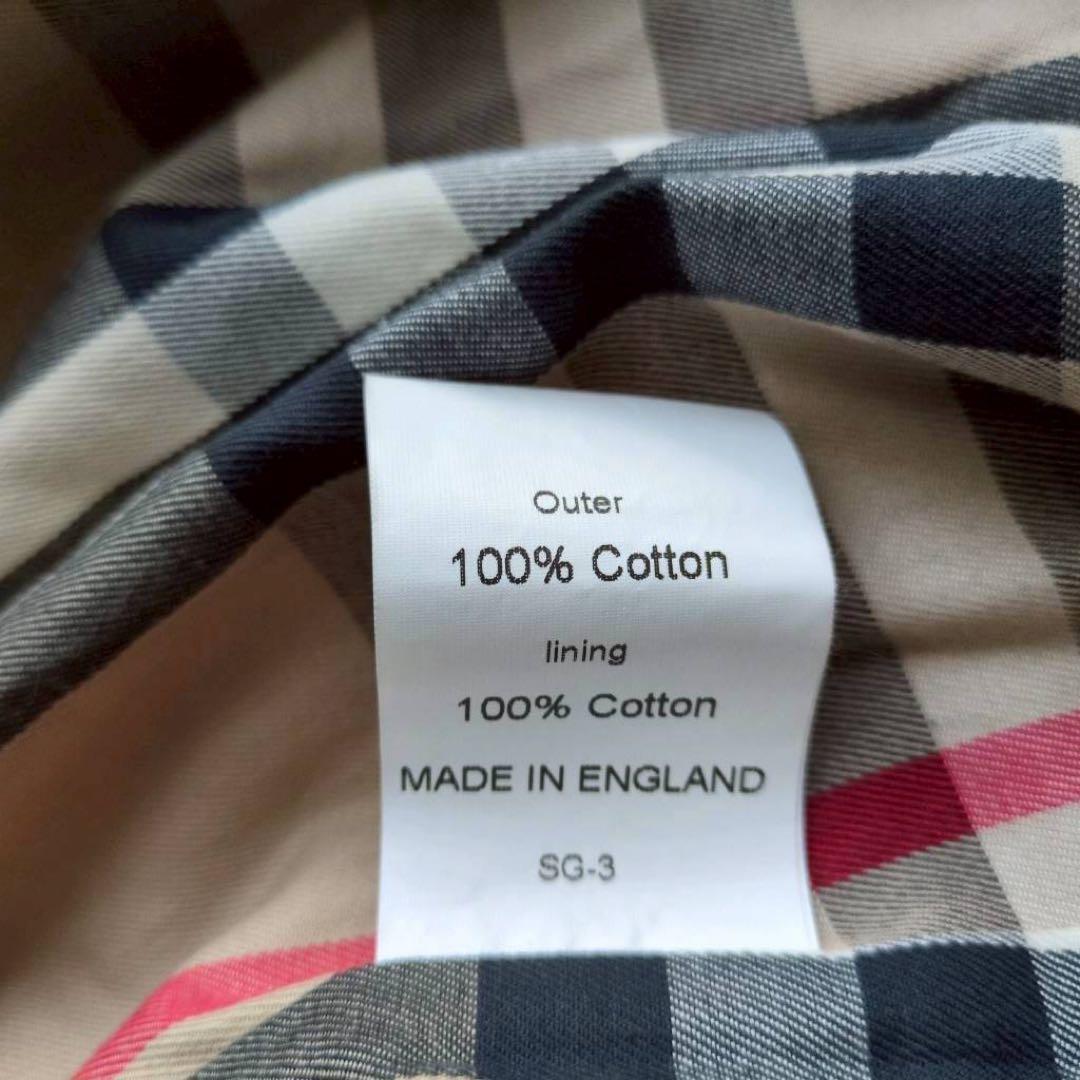 Outer
100% Cotton
lining
100% Cotton
MADE IN ENGLAND
SG-3